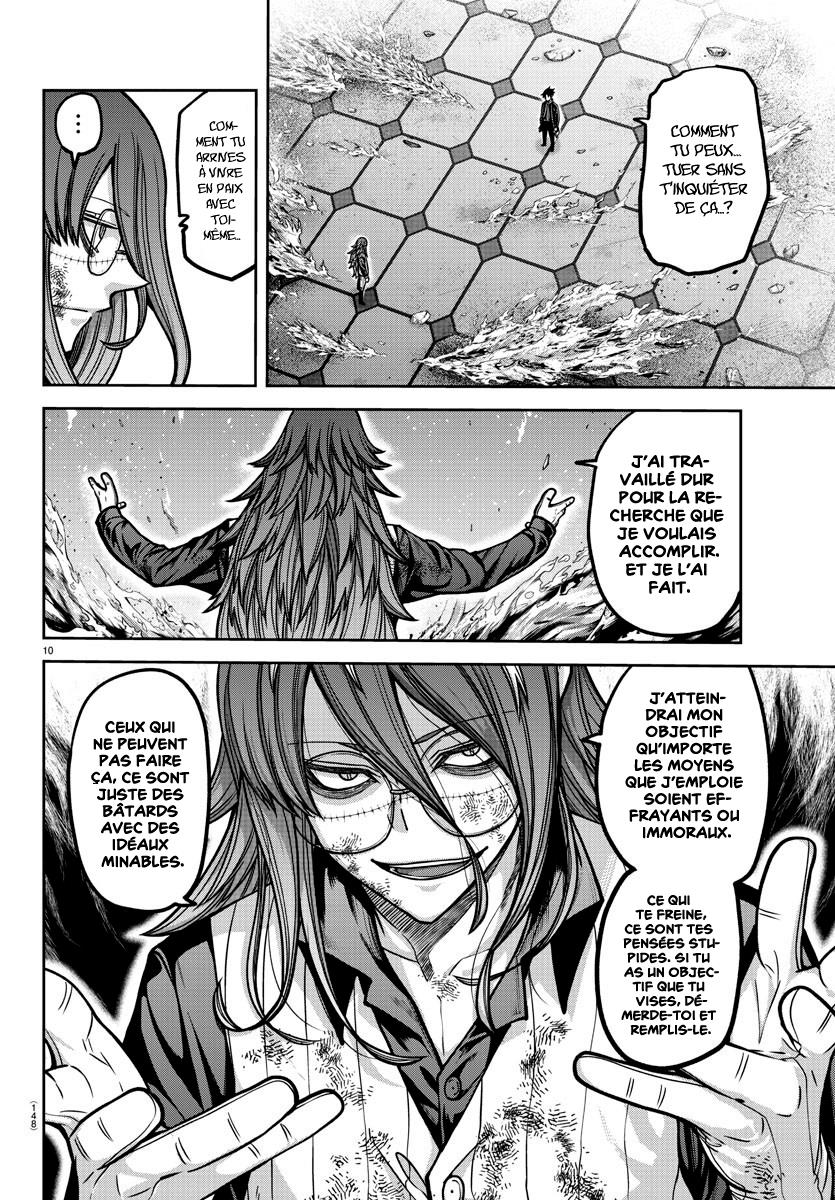 COMMENT
TU PEUX...
TUER SANS
T'INQUIÉTER
DE ÇA...?
COM-
MENT TU
ARRIVES
À VIVRE
EN PAIX
AVEC
TOI-
MÊME...
...
J'AI TRA-
VAILLÉ DUR
POUR LA RE-
CHERCHE QUE
JE VOULAIS
ACCOMPLIR.
ET JE L'AI
FAIT.
10
J'ATTEIN-
DRAI MON
OBJECTIF
QU'IMPORTE
LES MOYENS
QUE J'EMPLOIE
SOIENT EF-
FRAYANTS OU
IMMORAUX.
CEUX QUI
NE PEUVENT
PAS FAIRE
ÇA, CE SONT
JUSTE DES
BÂTARDS
AVEC DES
IDÉAUX
MINABLES.
CE QUI
TE FREINE,
CE SONT TES
PENSÉES STU-
PIDES. SI TU
AS UN OBJEC-
TIF QUE TU
VISES, DÉ-
MERDE-TOI ET
REMPLIS-LE.
(148)